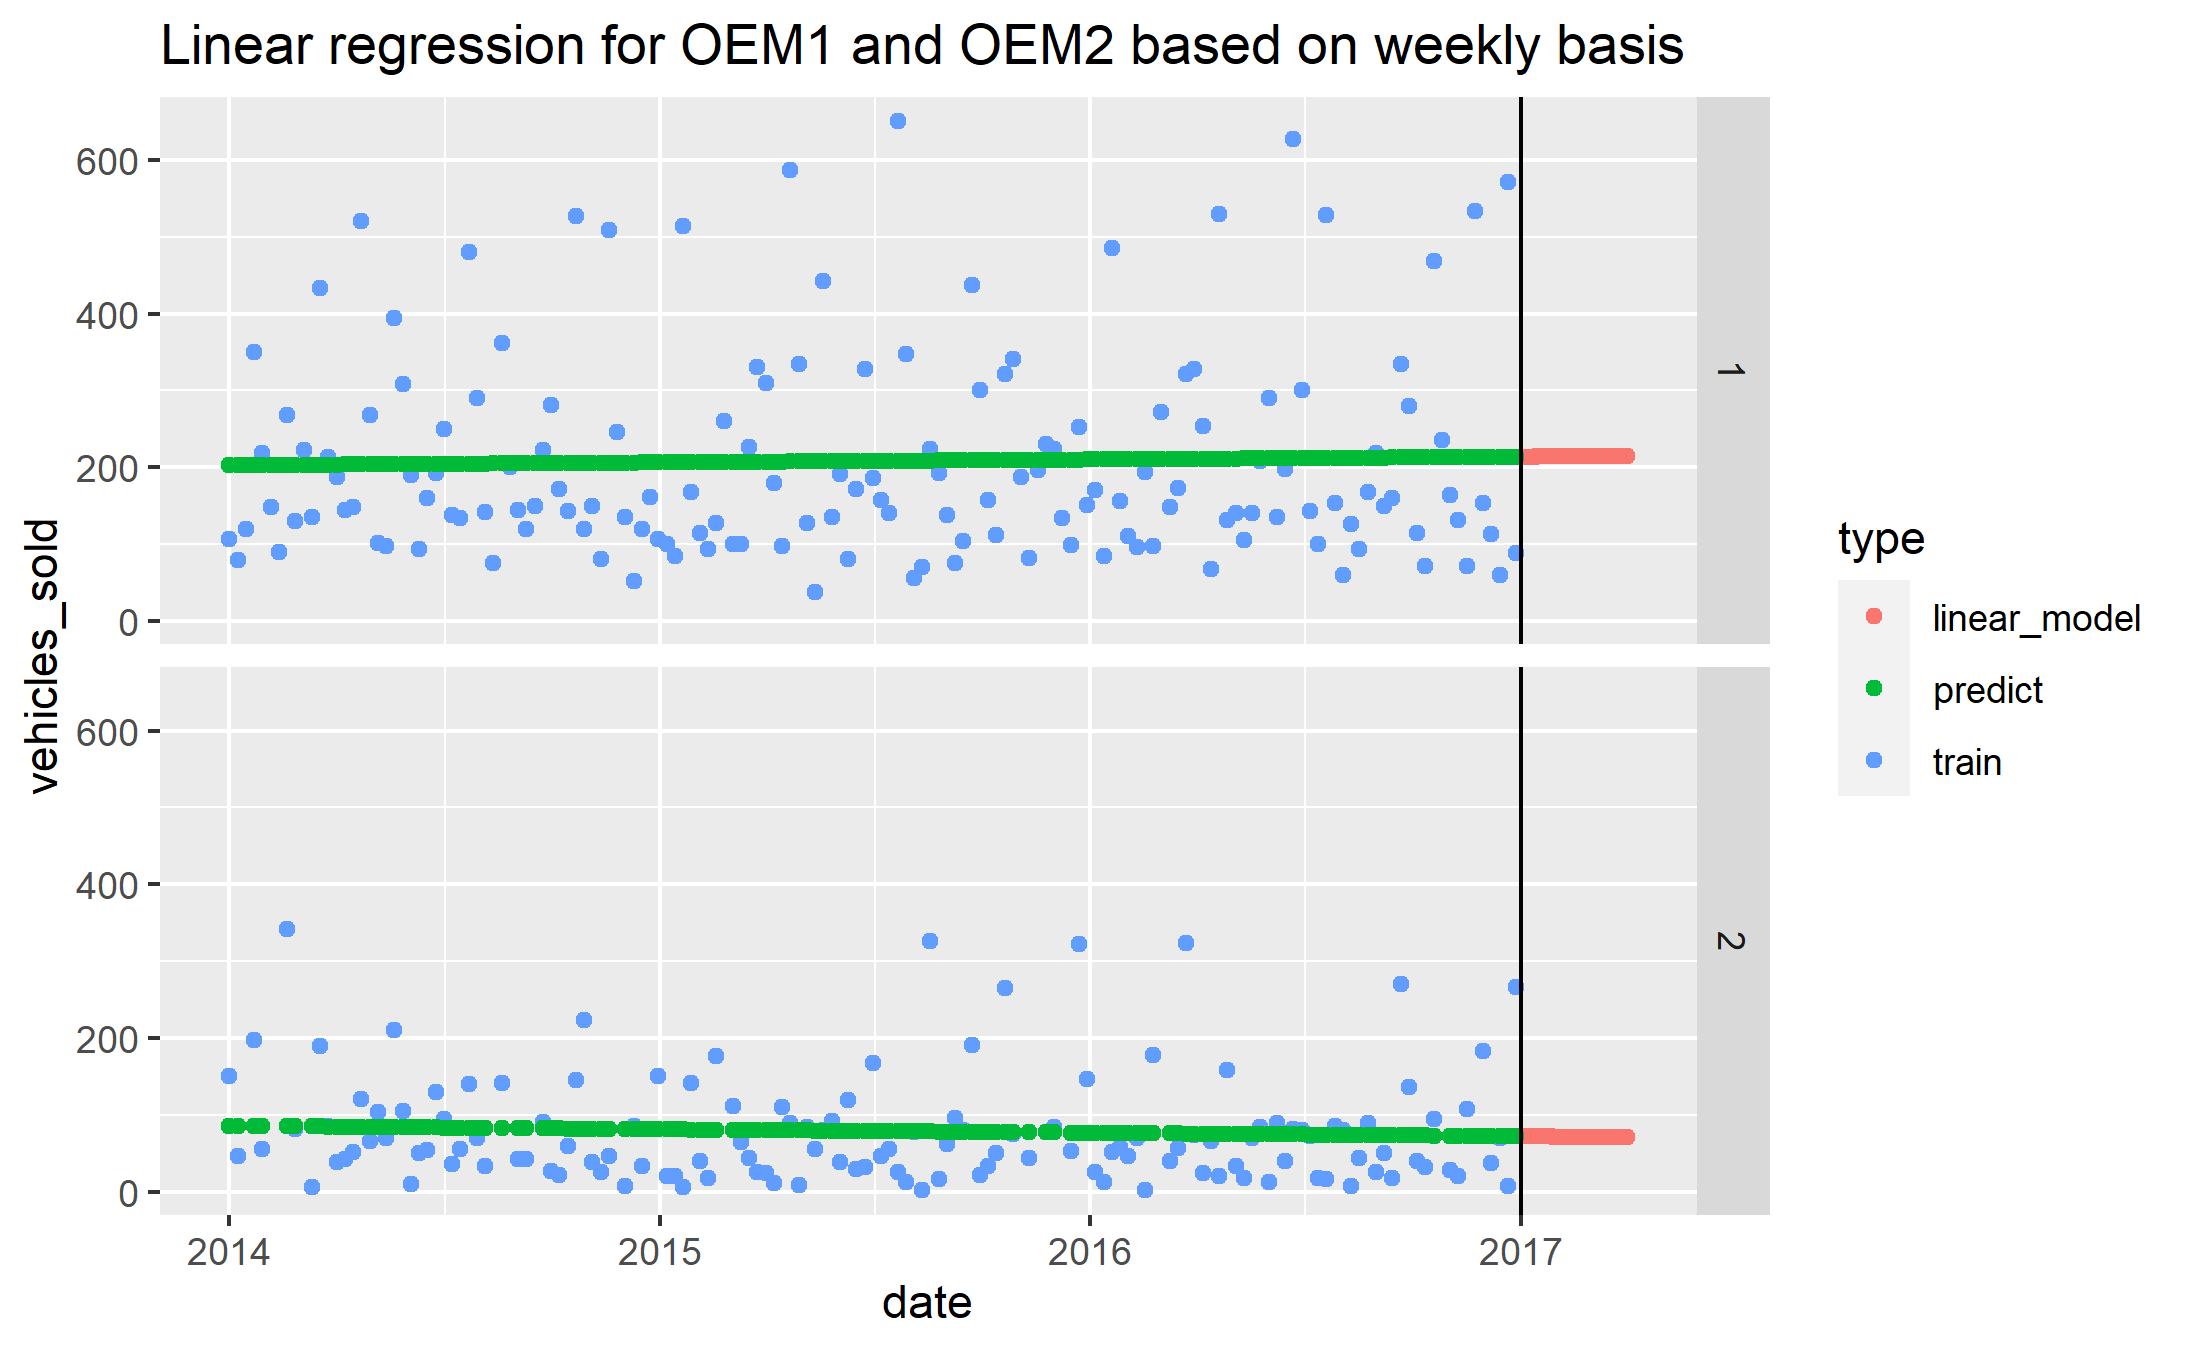 Linear regression for OEM1 and OEM2 based on weekly basis
600
400
200
0
1
600
400
200
0
2
vehicles_sold
2014
2015
2016
2017
date
type
linear_model
predict
train